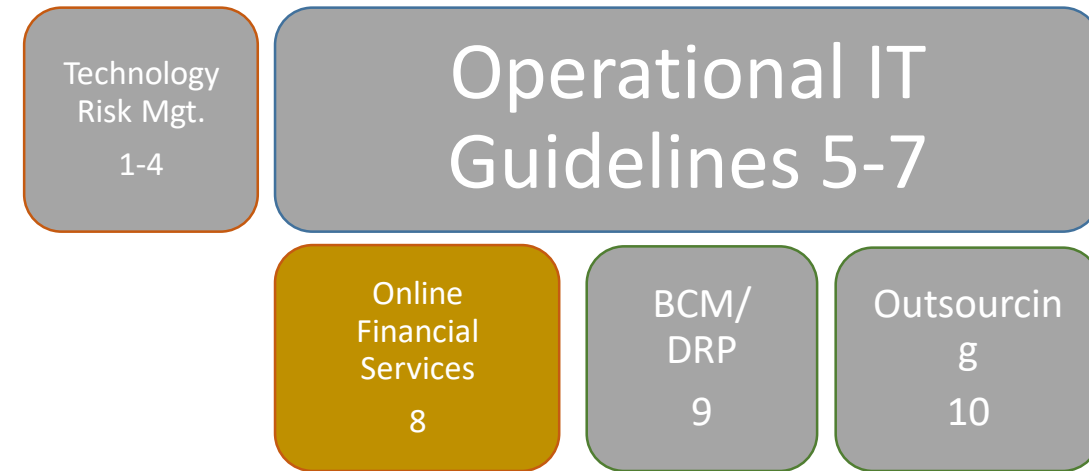 Technology
Risk Mgt.
1-4
Operational IT
Guidelines 5-7
Online
Financial
Services
8
BCM/
DRP
9
Outsourcin
g
10